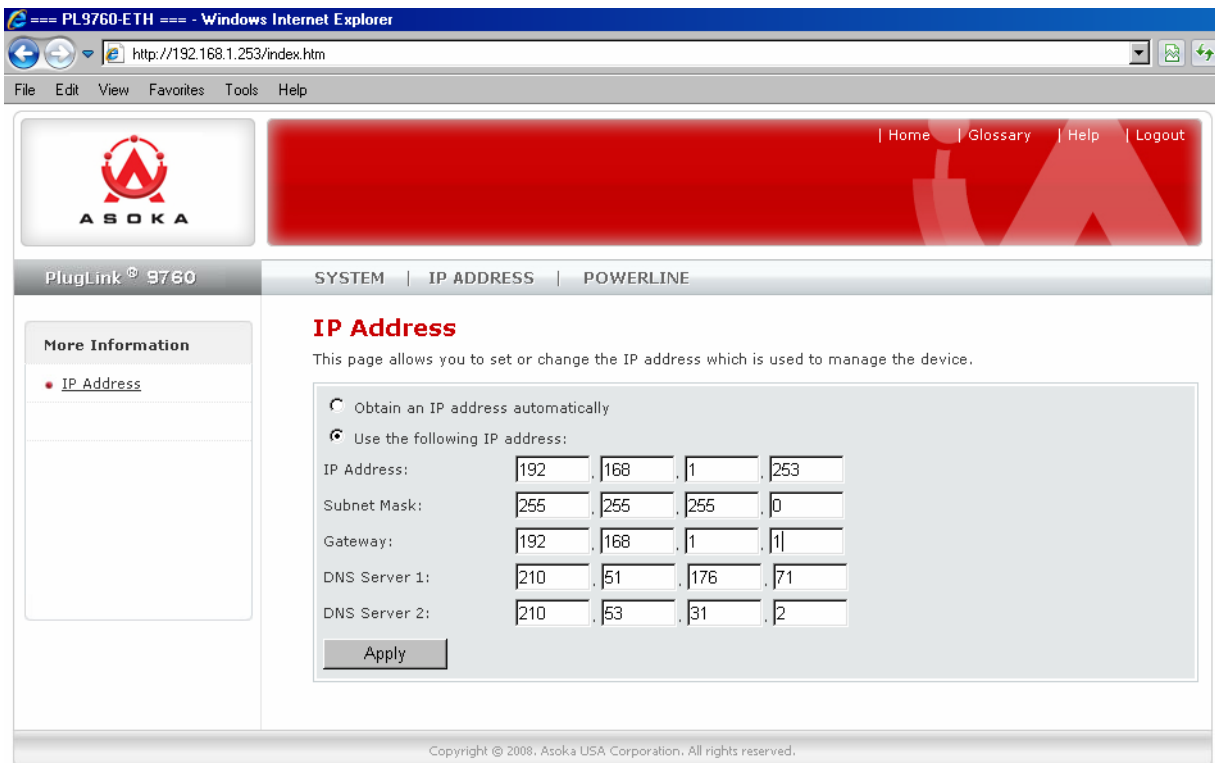 === PL9760-ETH === - Windows Internet Explorer
http://192.168.1.253/index.htm
File Edit View Favorites Tools Help
| Home | Glossary | Help | Logout
ASOKA
PlugLink ® 9760
SYSTEM | IP ADDRESS | POWERLINE
More Information
IP Address
IP Address
This page allows you to set or change the IP address which is used to manage the device.
Obtain an IP address automatically
Use the following IP address:
IP Address: 192 . 168 . 1 . 253
Subnet Mask: 255 . 255 . 255 . 0
Gateway: 192 . 168 . 1 . 1
DNS Server 1: 210 . 51 . 176 . 71
DNS Server 2: 210 . 53 . 31 . 2
Apply
Copyright © 2008. Asoka USA Corporation. All rights reserved.